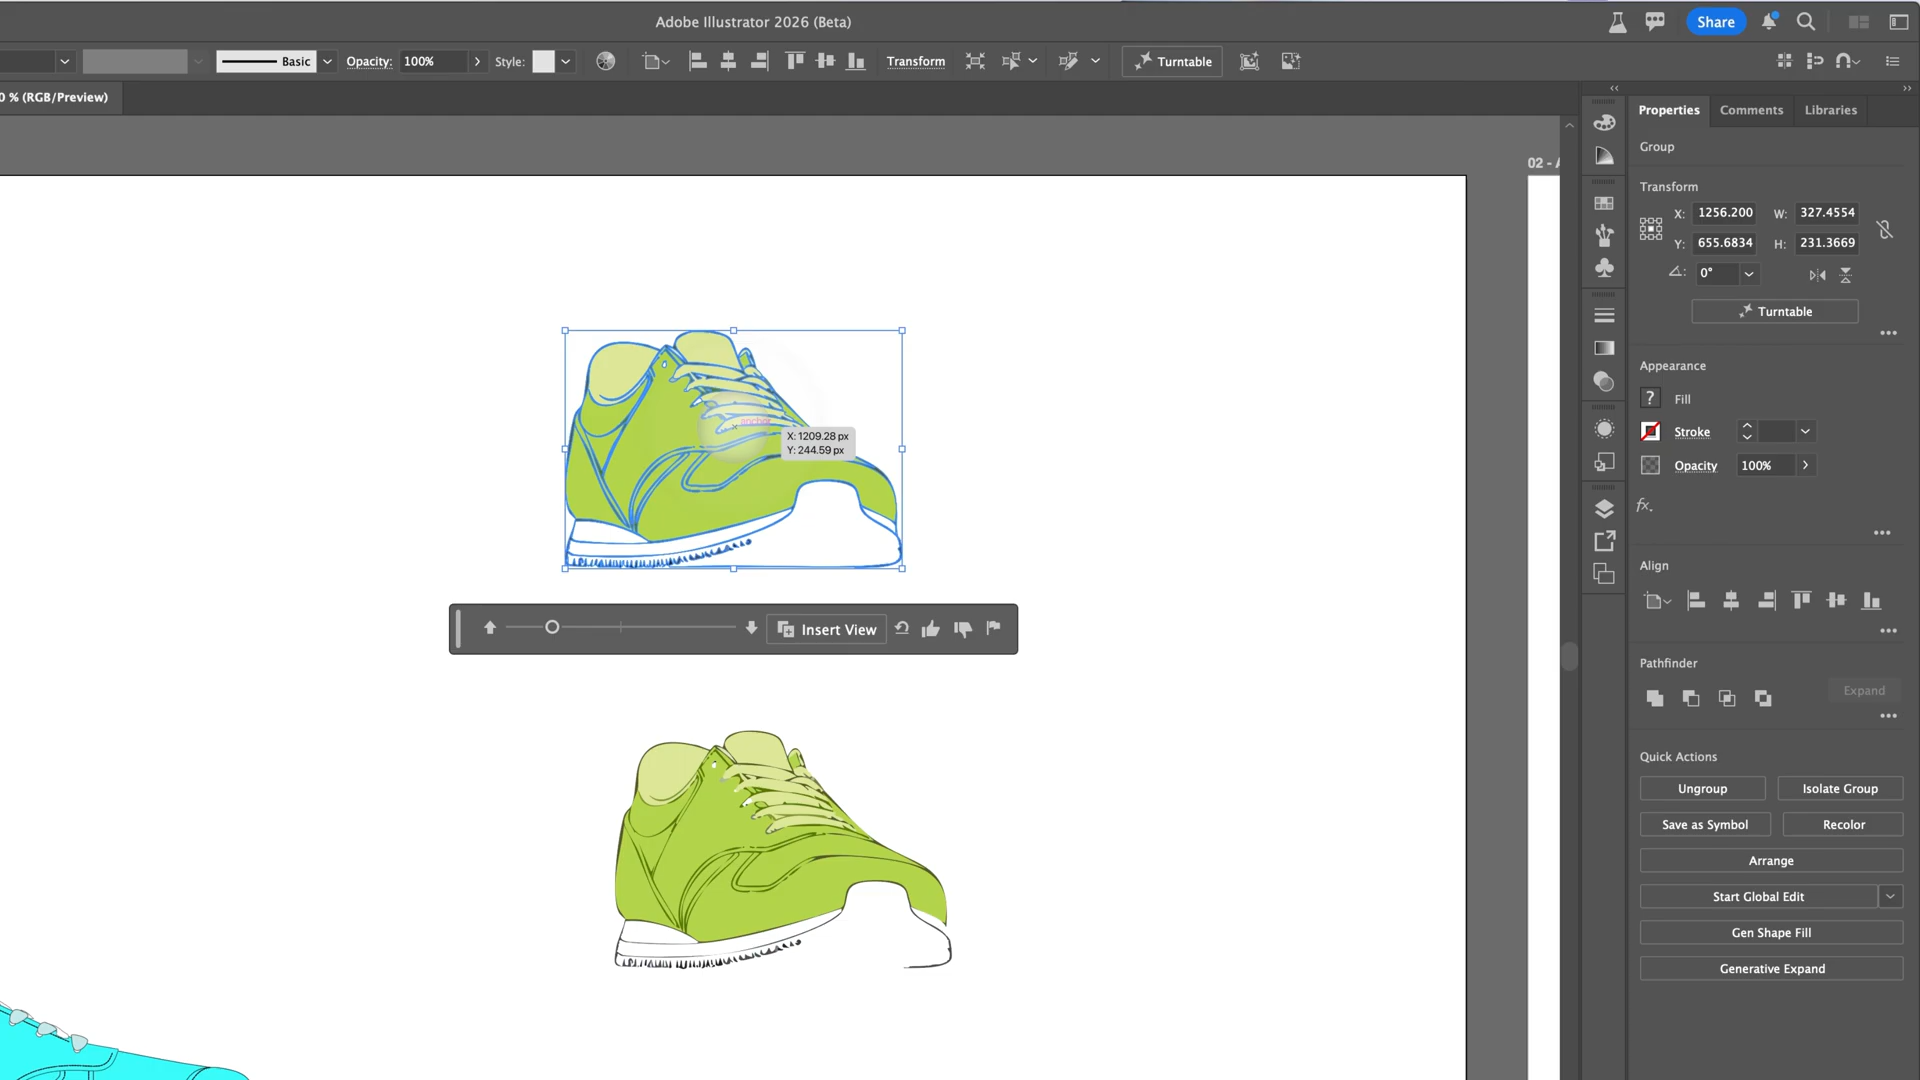 Adobe Illustrator 2026 (Beta)
Share
Basic
Opacity:
100%
Style:
Transform
Turntable
0 % (RGB/Preview)
02 - A
Properties
Comments
Libraries
Group
Transform
X:
1256.200
W:
327.4554
Y:
655.6834
H:
231.3669
0°
Turntable
Appearance
? Fill
Stroke
Opacity
100%
fx.
Align
Pathfinder
Expand
Quick Actions
Ungroup
Isolate Group
Save as Symbol
Recolor
Arrange
Start Global Edit
Gen Shape Fill
Generative Expand
anchor
X: 1209.28 px
Y: 244.59 px
Insert View